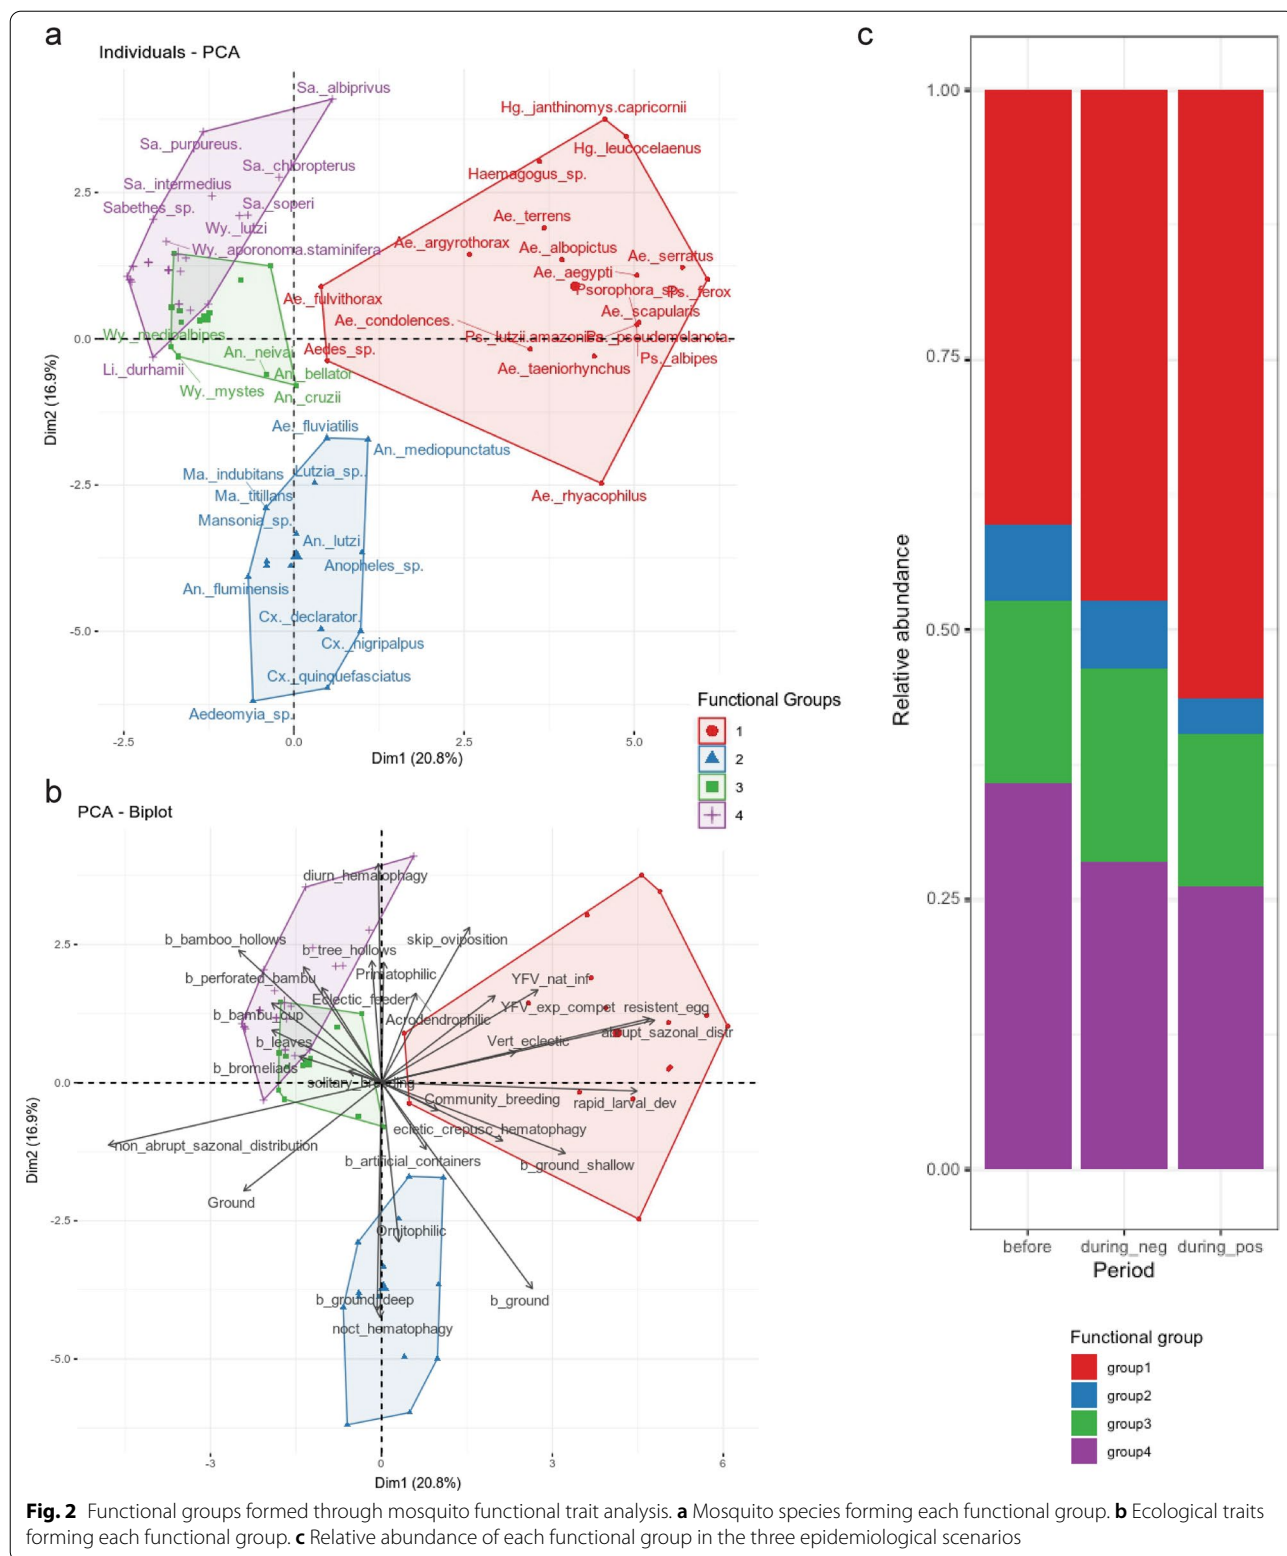 a
Individuals - PCA
Sa._albiprivus
Sa._purpureus.
Sa._chloropterus
Sa._intermedius
Sabethes_sp.
Sa._soperi
Wy._lutzi
Wy._aporonoma.staminifera
Hg._janthinomys.capricornii
Hg._leucocelaenus
Haemagogus_sp.
Ae._terrens
Ae._argyrothorax
Ae._albopictus
Ae._serratus
Ae._aegypti
Psorophora_sp.
Ps._ferox
Ae._fulvithorax
Ae._scapularis
Ae._condolences.
Ps._lutzii.amazonica
Ps._pseudomelanota.
Aedes_sp.
Ps._albipes
Ae._taeniorhynchus
Ae._rhyacophilus
Wy._medioalbipes
An._neivai
Li._durhamii
An._bellator
Wy._mystes
An._cruzii
Ae._fluviatilis
An._mediopunctatus
Ma._indubitans
Lutzia_sp.
Ma._titillans
Mansonia_sp.
An._lutzi
Anopheles_sp.
An._fluminensis
Cx._declarator.
Cx._nigripalpus
Cx._quinquefasciatus
Aedeomyia_sp.
2.5
0.0
-2.5
-5.0
Dim2 (16.9%)
-2.5 0.0 2.5 5.0
Dim1 (20.8%)
Functional Groups
1
2
3
4
b
PCA - Biplot
diurn_hematophagy
b_bamboo_hollows
b_tree_hollows
skip_oviposition
b_perforated_bambu
Primatophilic
YFV_nat_inf
Eclectic_feeder
b_bambu_cup
Acrodendrophilic
YFV_exp_compet
resistent_egg
abrupt_sazonal_distr
b_leaves
Vert_eclectic
b_bromeliads
solitary_breeding
Community_breeding
rapid_larval_dev
ecletic_crepusc_hematophagy
non_abrupt_sazonal_distribution
b_artificial_containers
b_ground_shallow
Ground
Ornitophilic
b_ground_deep
b_ground
noct_hematophagy
2.5
0.0
-2.5
-5.0
Dim2 (16.9%)
-3 0 3 6
Dim1 (20.8%)
c
1.00
0.75
0.50
0.25
0.00
Relative abundance
before during_neg during_pos
Period
Functional group
group1
group2
group3
group4
Fig. 2 Functional groups formed through mosquito functional trait analysis. a Mosquito species forming each functional group. b Ecological traits
forming each functional group. c Relative abundance of each functional group in the three epidemiological scenarios